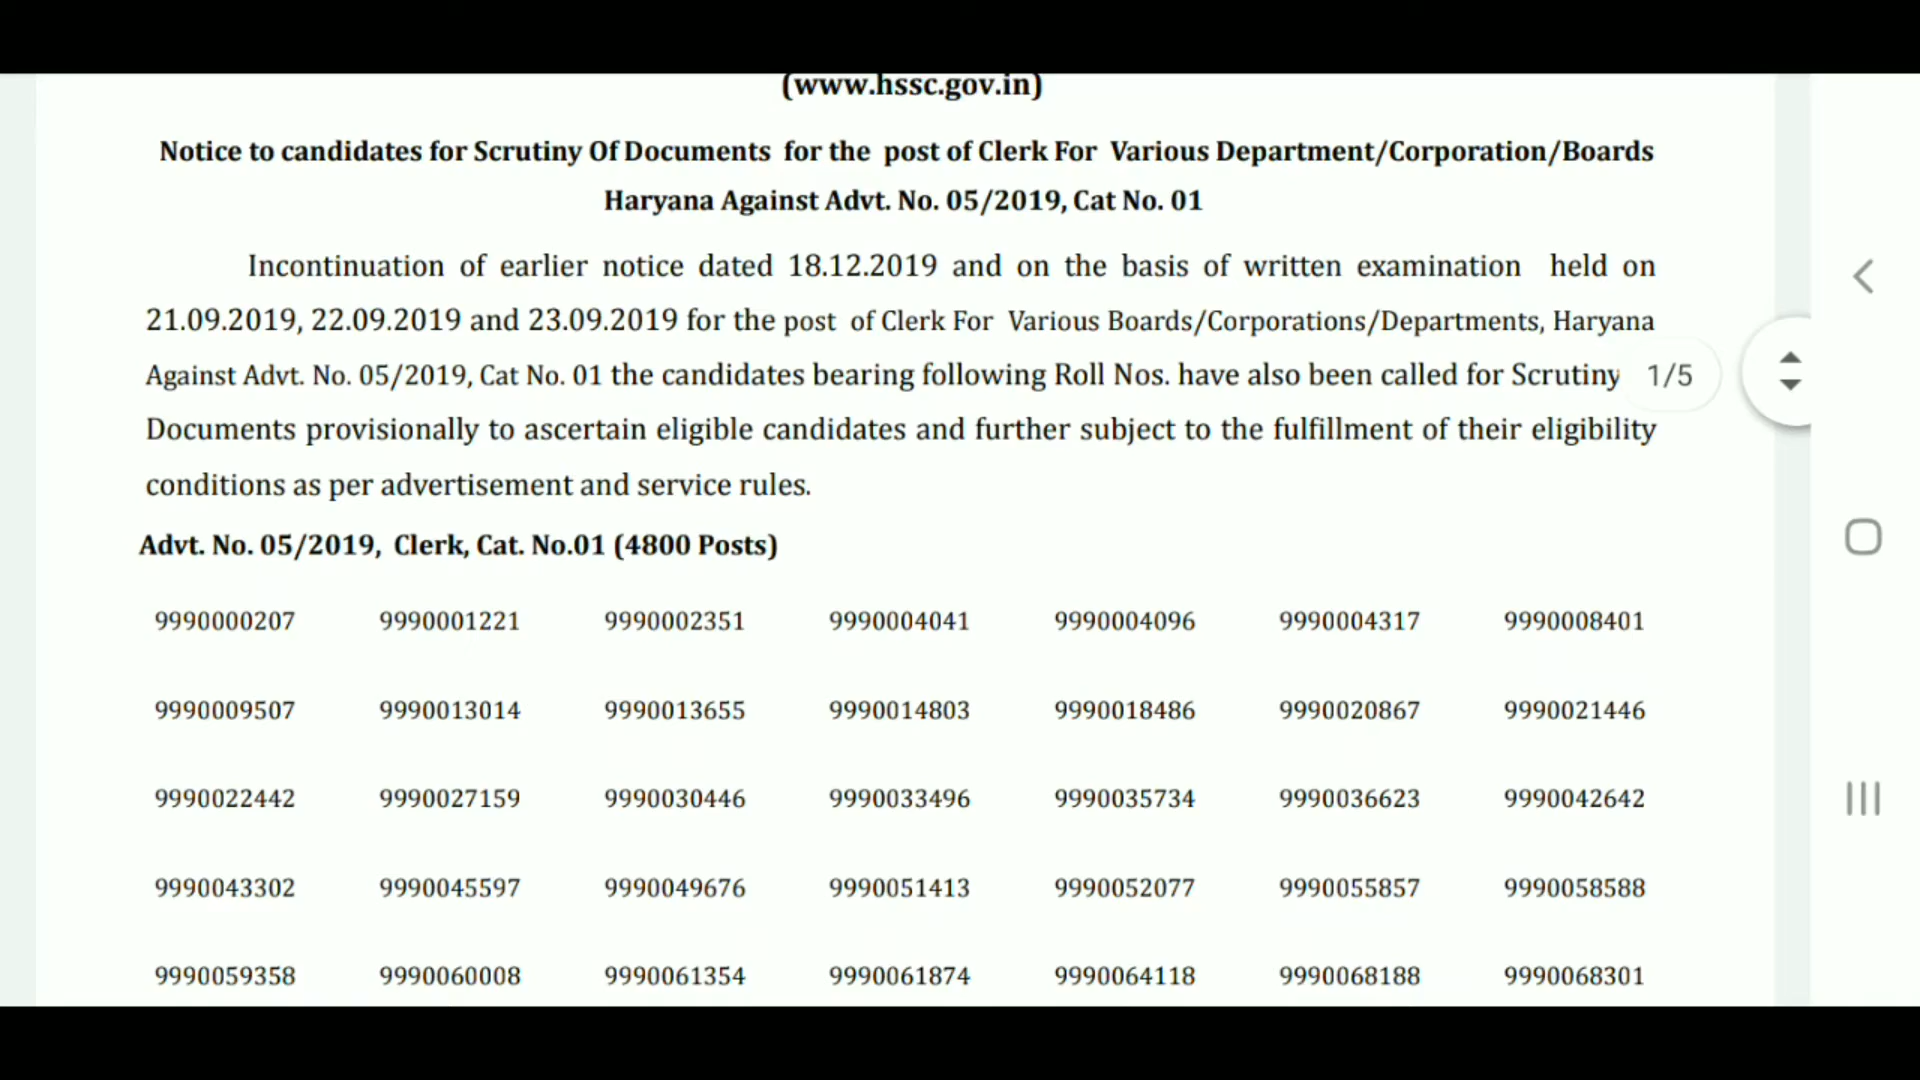 (www.hssc.gov.in)
Notice to candidates for Scrutiny Of Documents for the post of Clerk For Various Department/Corporation/Boards
Haryana Against Advt. No. 05/2019, Cat No. 01
Incontinuation of earlier notice dated 18.12.2019 and on the basis of written examination held on
21.09.2019, 22.09.2019 and 23.09.2019 for the post of Clerk For Various Boards/Corporations/Departments, Haryana
Against Advt. No. 05/2019, Cat No. 01 the candidates bearing following Roll Nos. have also been called for Scrutiny 1/5
Documents provisionally to ascertain eligible candidates and further subject to the fulfillment of their eligibility
conditions as per advertisement and service rules.
Advt. No. 05/2019, Clerk, Cat. No.01 (4800 Posts)
9990000207 9990001221 9990002351 9990004041 9990004096 9990004317 9990008401
9990009507 9990013014 9990013655 9990014803 9990018486 9990020867 9990021446
9990022442 9990027159 9990030446 9990033496 9990035734 9990036623 9990042642
9990043302 9990045597 9990049676 9990051413 9990052077 9990055857 9990058588
9990059358 9990060008 9990061354 9990061874 9990064118 9990068188 9990068301